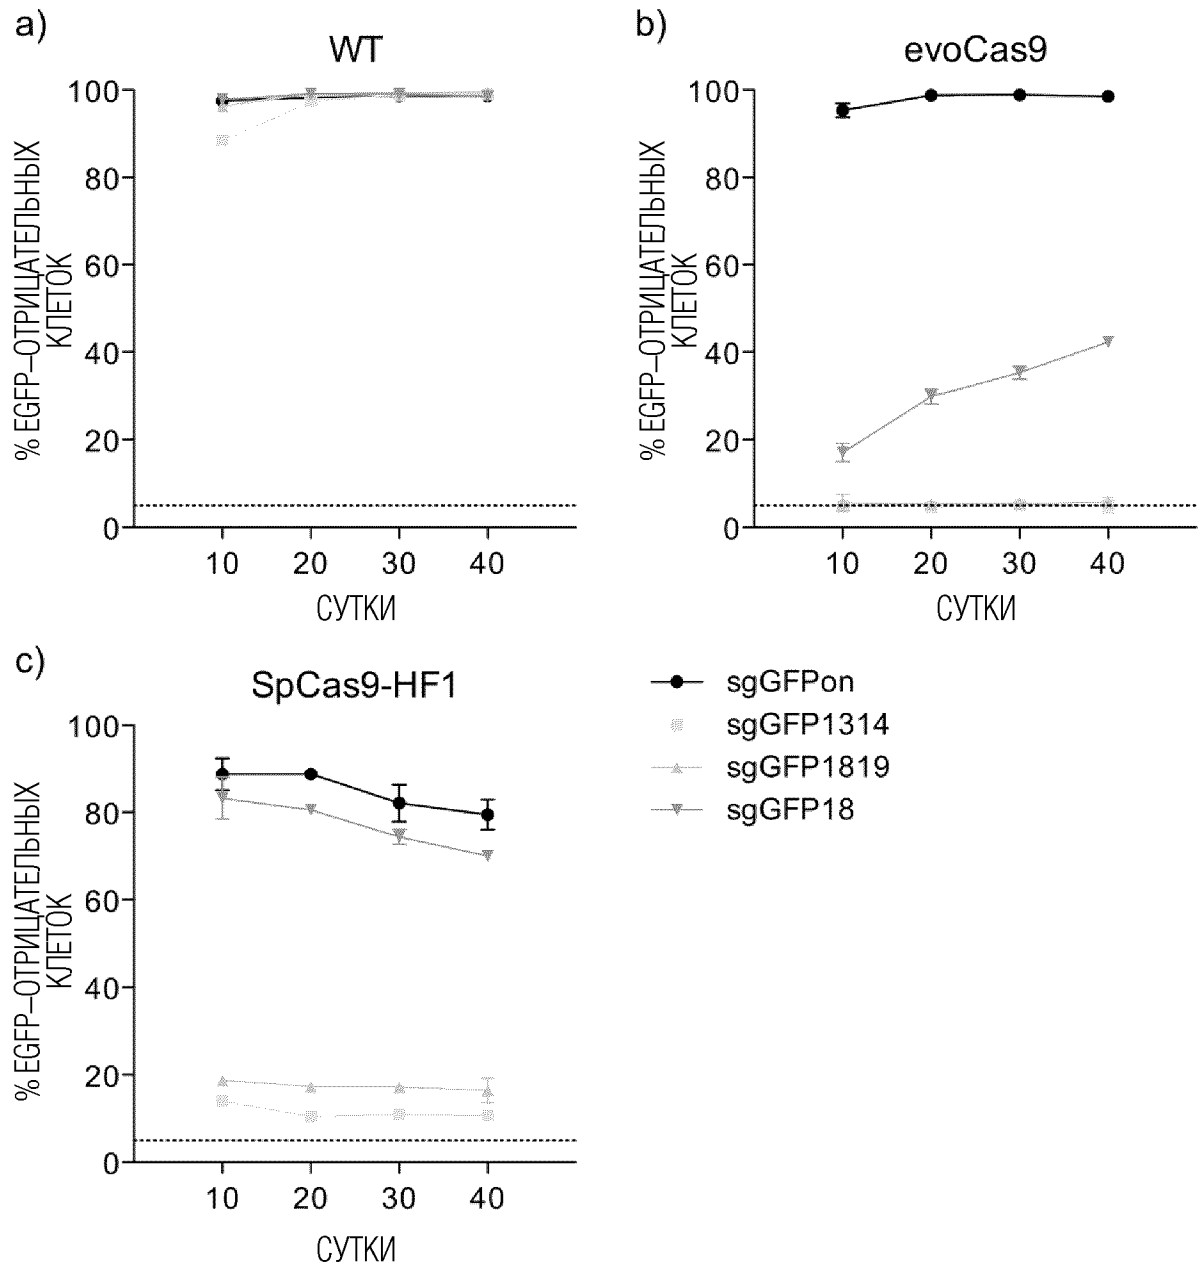 a)
WT
% EGFP–ОТРИЦАТЕЛЬНЫХ
КЛЕТОК
100
80
60
40
20
0
10 20 30 40
СУТКИ
b)
evoCas9
% EGFP–ОТРИЦАТЕЛЬНЫХ
КЛЕТОК
100
80
60
40
20
0
10 20 30 40
СУТКИ
c)
SpCas9-HF1
% EGFP–ОТРИЦАТЕЛЬНЫХ
КЛЕТОК
100
80
60
40
20
0
10 20 30 40
СУТКИ
sgGFPon
sgGFP1314
sgGFP1819
sgGFP18